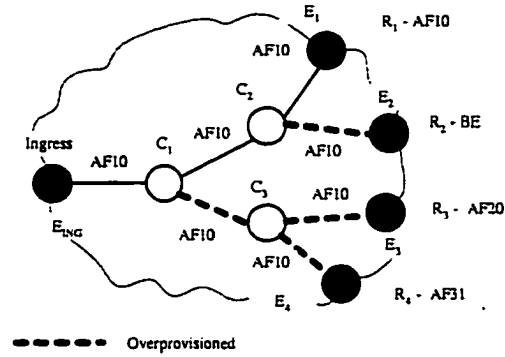 E1
R1 - AF10
AF10
C2
E2
R2 - BE
AF10
AF10
Ingress
C1
AF10
C3
AF10
R3 - AF20
EING
AF10
E3
AF10
E4
R4 - AF31
Overprovisioned